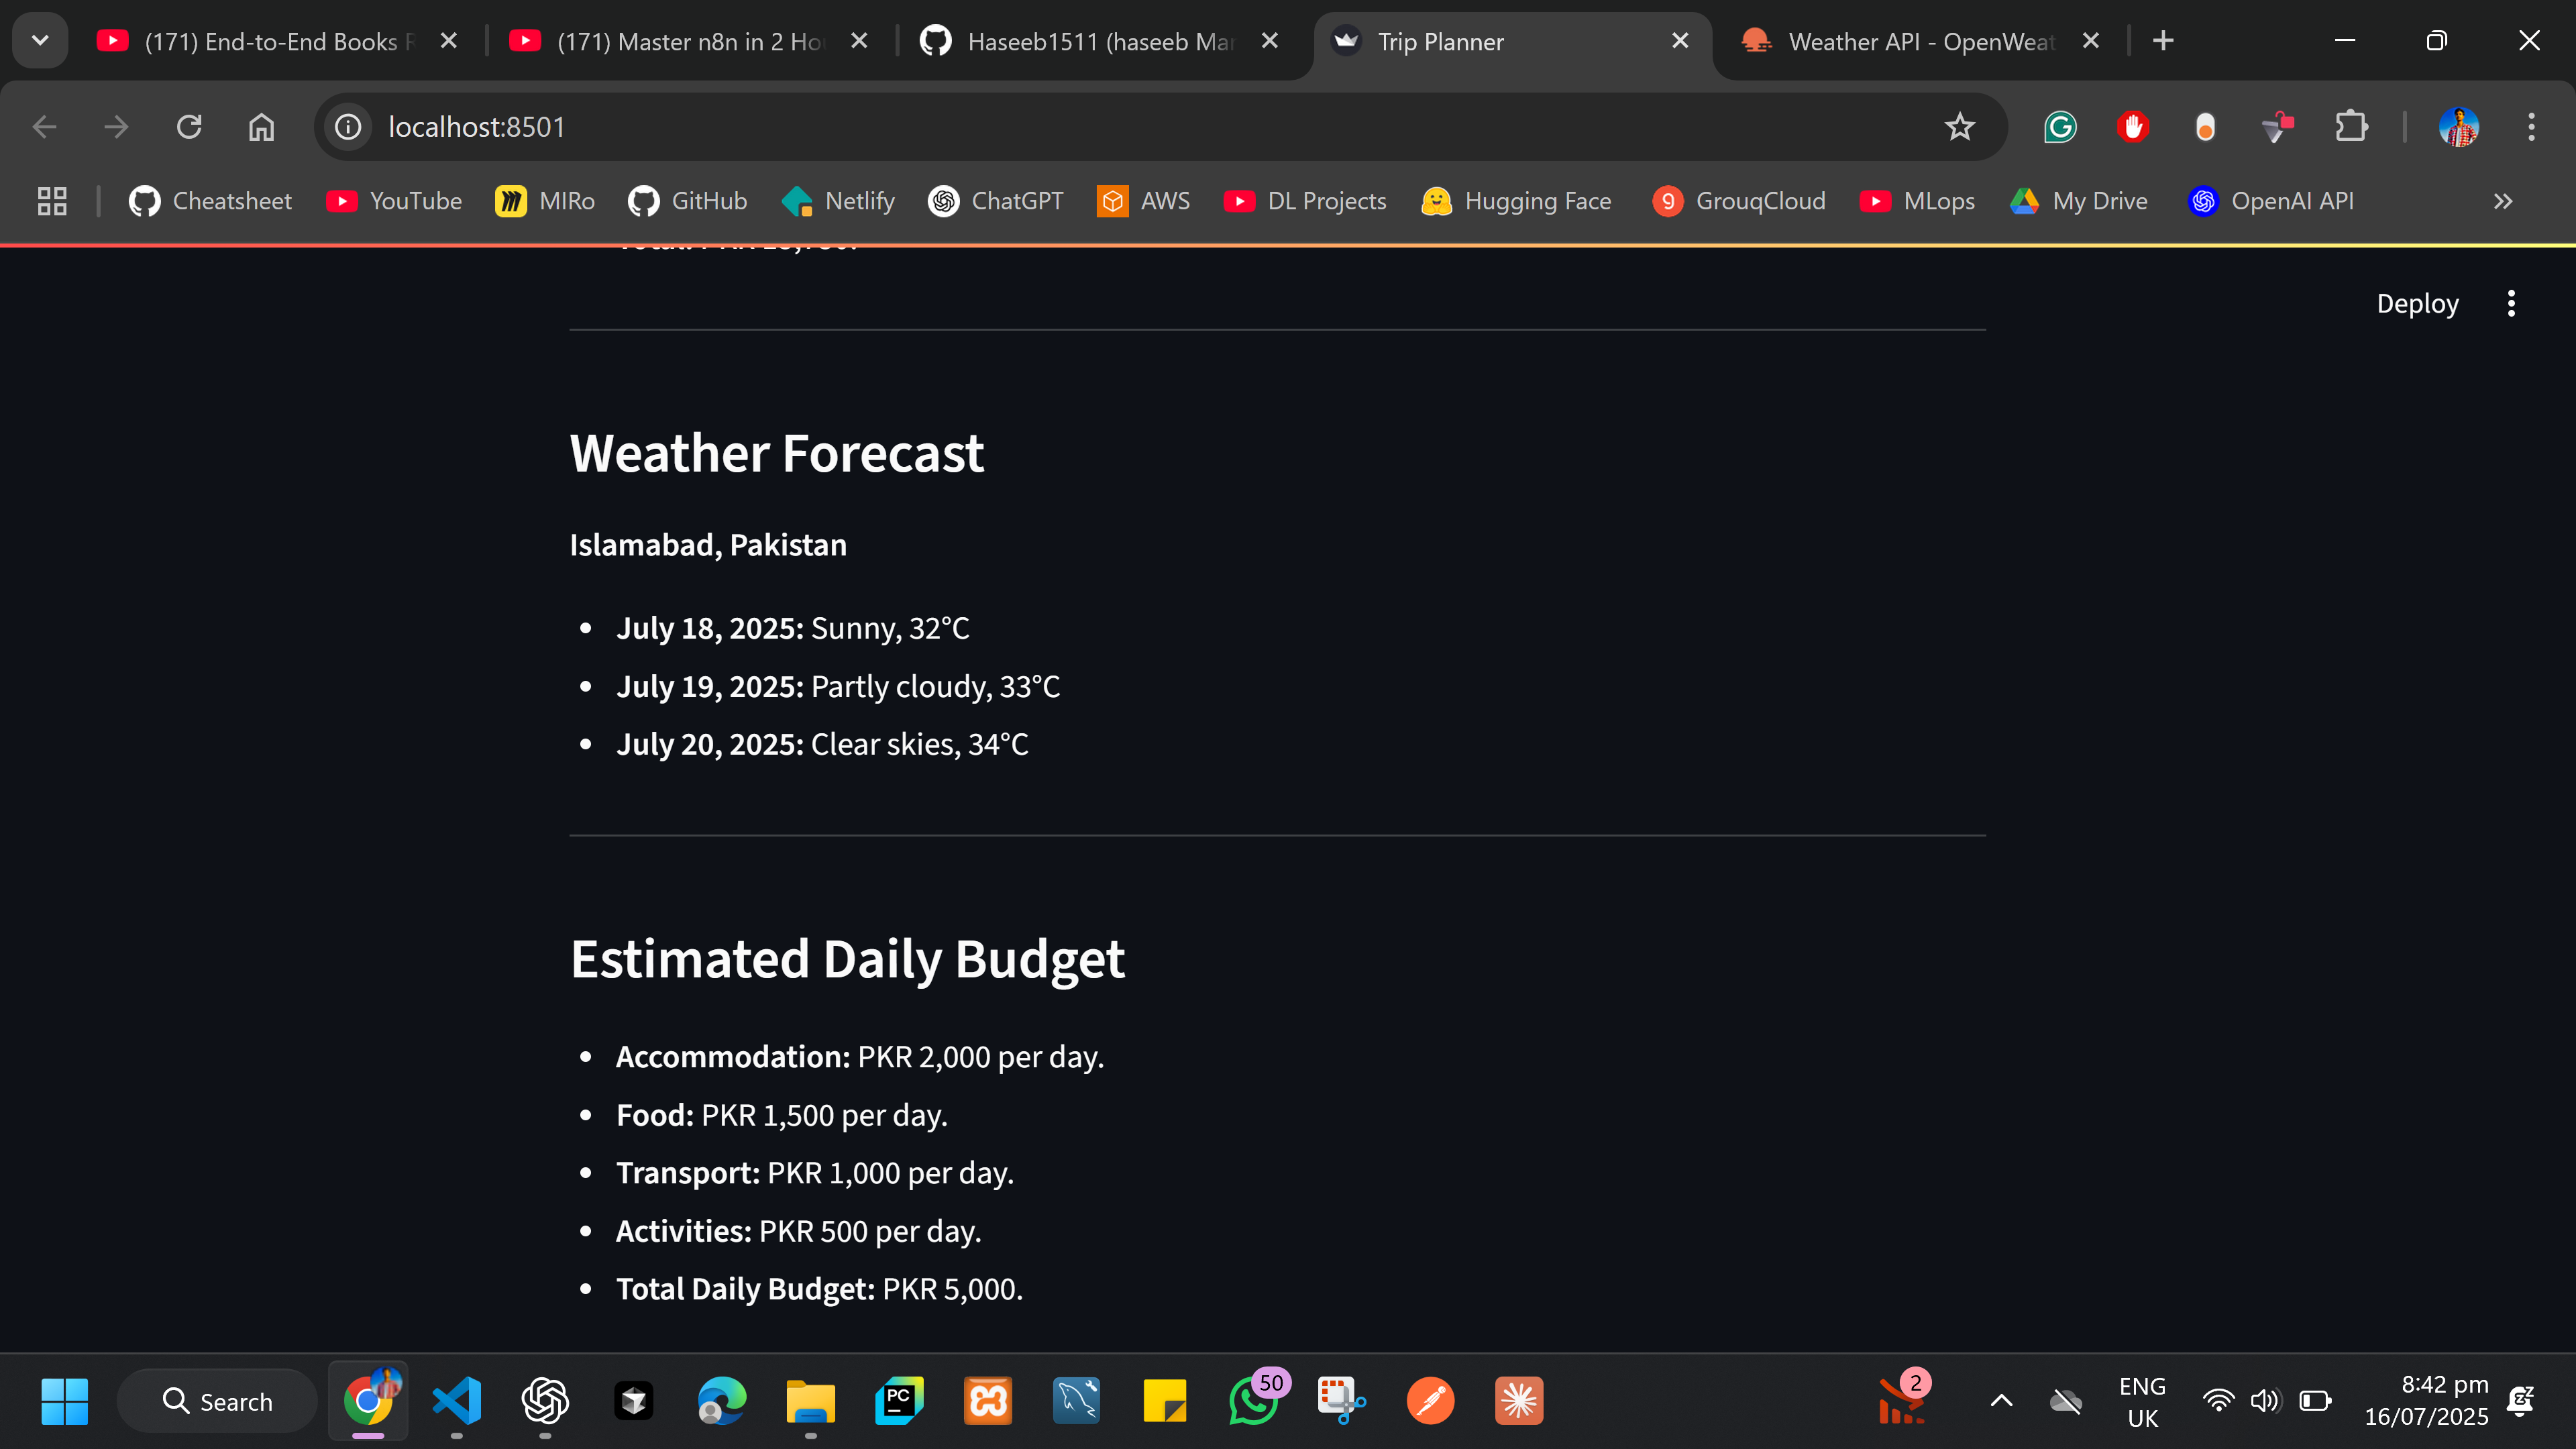 (171) End-to-End Books
(171) Master n8n in 2 Ho
Haseeb1511 (haseeb Mar
Trip Planner
Weather API - OpenWeat
localhost:8501
Cheatsheet
YouTube
MIRo
GitHub
Netlify
ChatGPT
AWS
DL Projects
Hugging Face
GrouqCloud
MLops
My Drive
OpenAI API
Deploy
Weather Forecast
Islamabad, Pakistan
July 18, 2025: Sunny, 32°C
July 19, 2025: Partly cloudy, 33°C
July 20, 2025: Clear skies, 34°C
Estimated Daily Budget
Accommodation: PKR 2,000 per day.
Food: PKR 1,500 per day.
Transport: PKR 1,000 per day.
Activities: PKR 500 per day.
Total Daily Budget: PKR 5,000.
Search
PC
50
2
ENG
UK
8:42 pm
16/07/2025